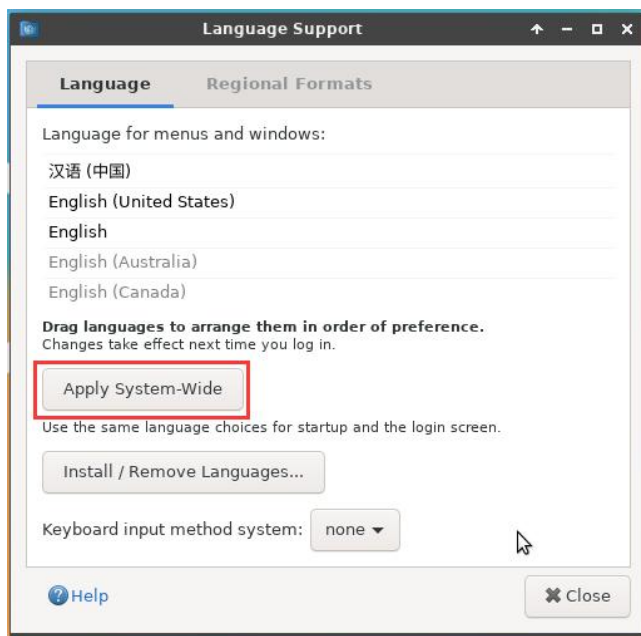 Language Support
Language Regional Formats
Language for menus and windows:
汉语 (中国)
English (United States)
English
English (Australia)
English (Canada)
Drag languages to arrange them in order of preference.
Changes take effect next time you log in.
Apply System-Wide
Use the same language choices for startup and the login screen.
Install / Remove Languages...
Keyboard input method system: none
Help Close